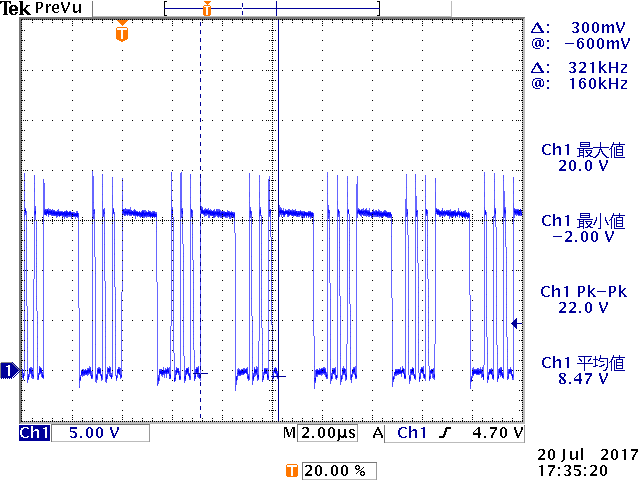 Tek PreVu
T
T
Δ: 300mV
@: −600mV
Δ: 321kHz
@: 160kHz
Ch1 最大值
20.0 V
Ch1 最小值
−2.00 V
Ch1 Pk−Pk
22.0 V
1
Ch1 平均值
8.47 V
Ch1 5.00 V M 2.00µs A Ch1 4.70 V
T 20.00 %
20 Jul 2017
17:35:20